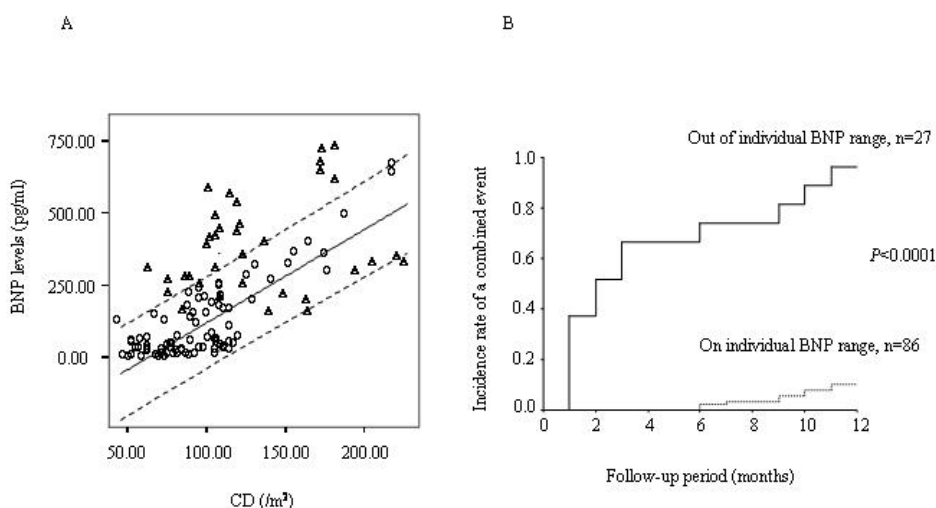 A
B
BNP levels (pg/ml)
750.00
500.00
250.00
0.00
50.00
100.00
150.00
200.00
CD (/m³)
Incidence rate of a combined event
1.0
0.8
0.6
0.4
0.2
0.0
Out of individual BNP range, n=27
P<0.0001
On individual BNP range, n=86
0
2
4
6
8
10
12
Follow-up period (months)